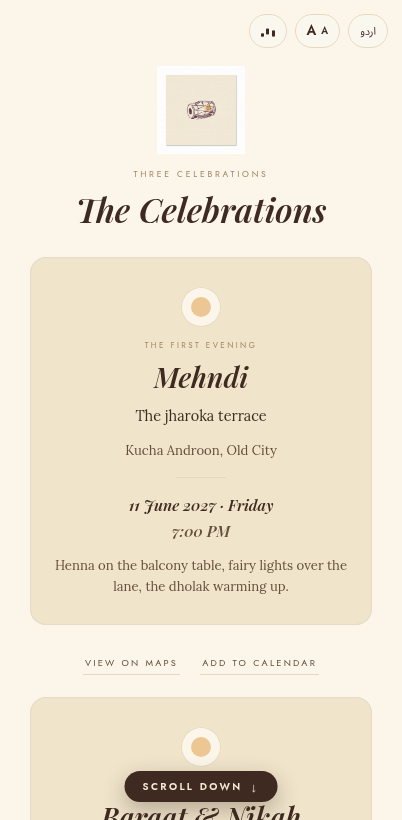 A A
اردو
THREE CELEBRATIONS
The Celebrations
THE FIRST EVENING
Mehndi
The jharoka terrace
Kucha Androon, Old City
11 June 2027 · Friday
7:00 PM
Henna on the balcony table, fairy lights over the
lane, the dholak warming up.
VIEW ON MAPS ADD TO CALENDAR
SCROLL DOWN ↓
Baraat & Nikah